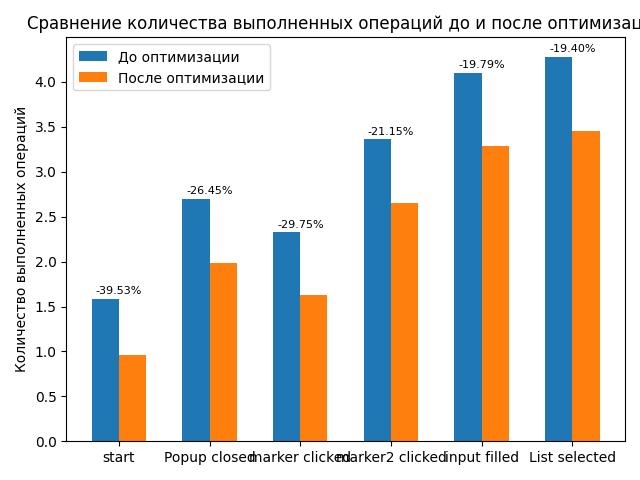 Сравнение количества выполненных операций до и после оптимизац
До оптимизации
После оптимизации
Количество выполненных операций
4.0
3.5
3.0
2.5
2.0
1.5
1.0
0.5
0.0
-39.53%
-26.45%
-29.75%
-21.15%
-19.79%
-19.40%
start
Popup closed
marker clicked
marker2 clicked
input filled
List selected